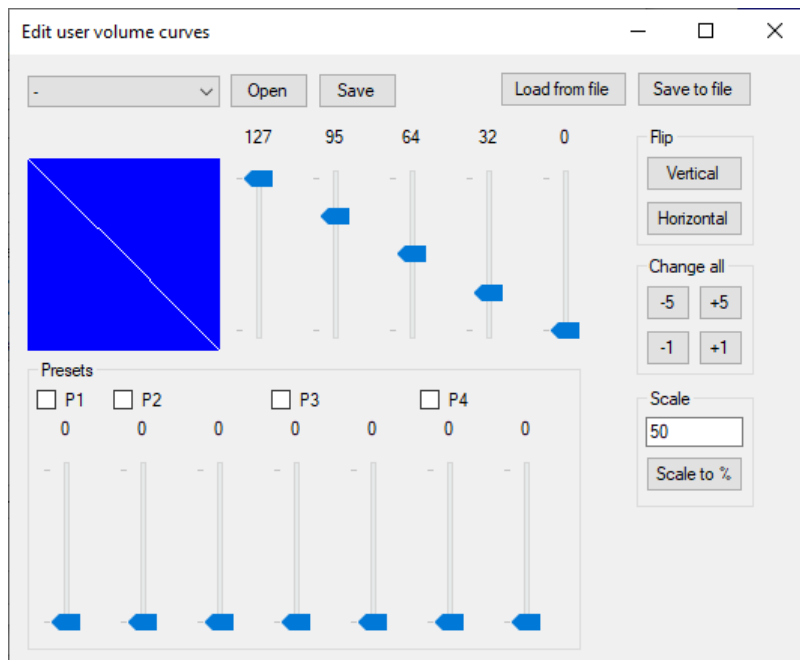 Edit user volume curves
- Open Save Load from file Save to file
127 95 64 32 0 Flip
Vertical
Horizontal
Change all
-5 +5
-1 +1
Presets
P1 P2 P3 P4
0 0 0 0 0 0 0
Scale
50
Scale to %